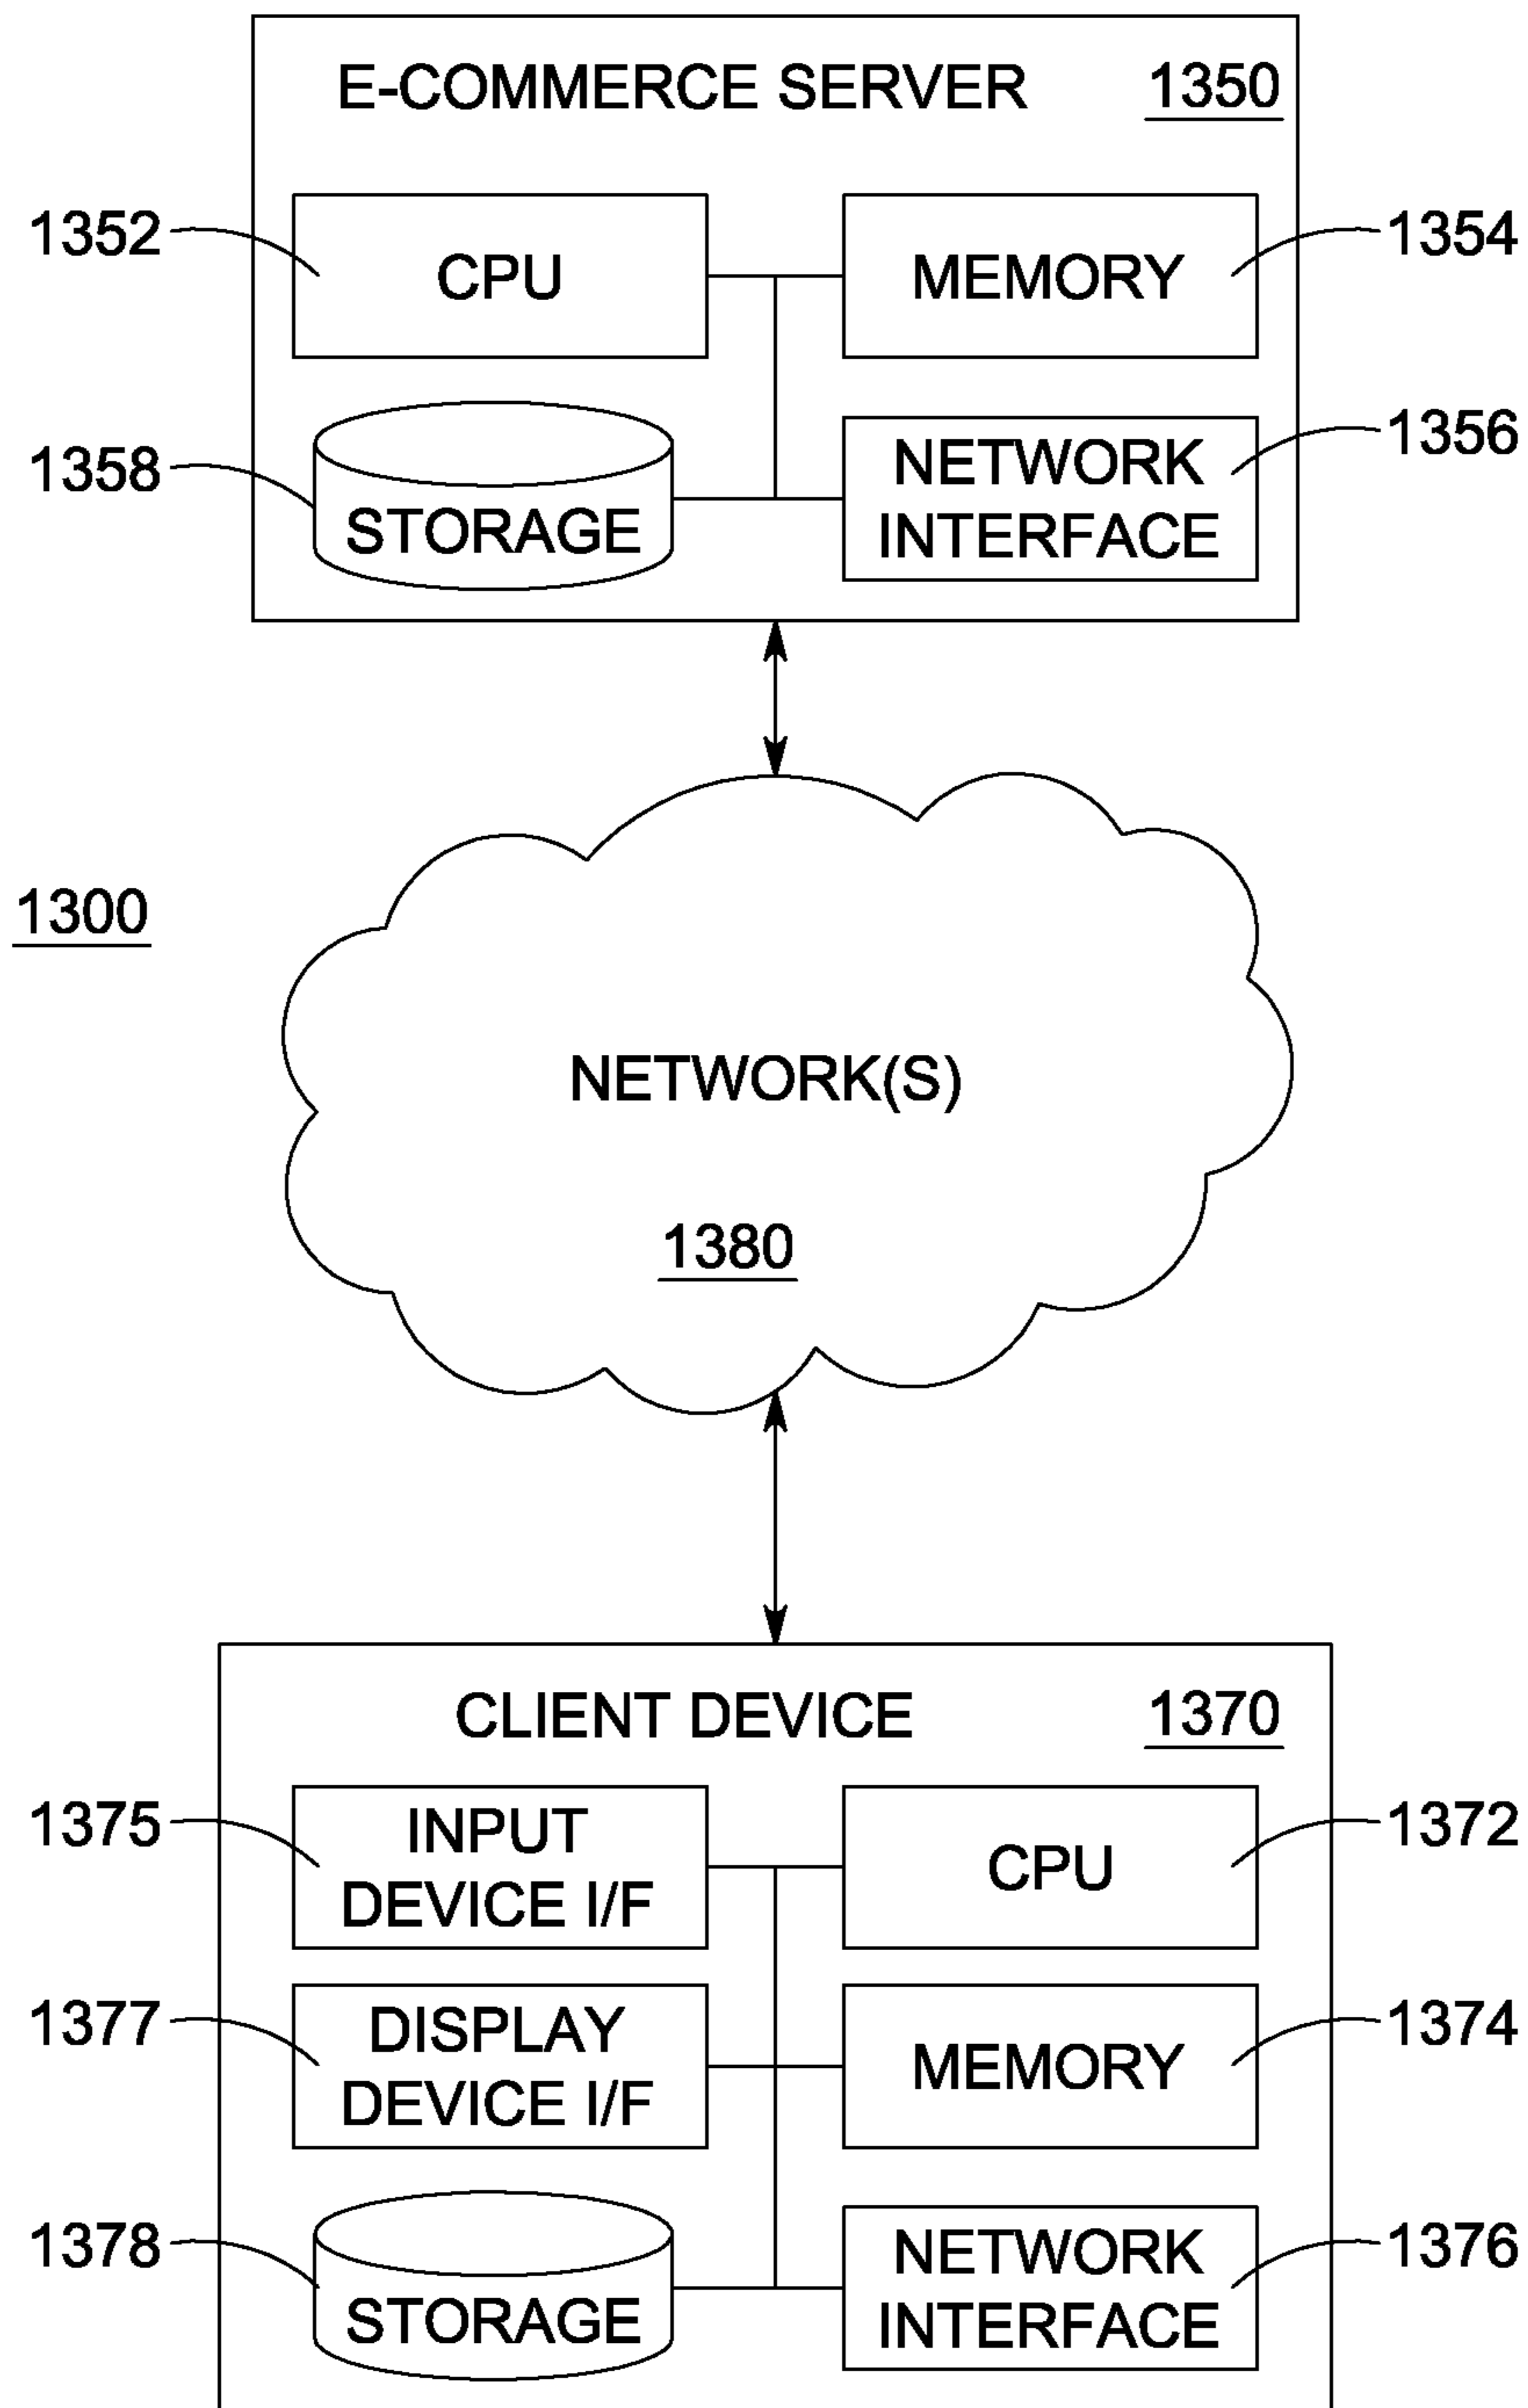 E-COMMERCE SERVER 1350
1352
CPU
MEMORY
1354
1358
STORAGE
NETWORK
INTERFACE
1356
1300
NETWORK(S)
1380
CLIENT DEVICE 1370
1375
INPUT
DEVICE I/F
CPU
1372
1377
DISPLAY
DEVICE I/F
MEMORY
1374
1378
STORAGE
NETWORK
INTERFACE
1376